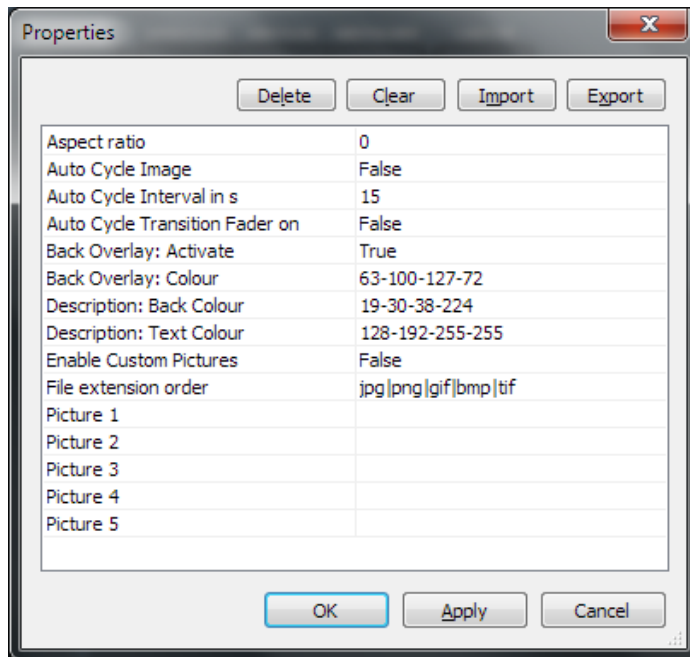 Properties
Delete Clear Import Export
Aspect ratio 0
Auto Cycle Image False
Auto Cycle Interval in s 15
Auto Cycle Transition Fader on False
Back Overlay: Activate True
Back Overlay: Colour 63-100-127-72
Description: Back Colour 19-30-38-224
Description: Text Colour 128-192-255-255
Enable Custom Pictures False
File extension order jpg|png|gif|bmp|tif
Picture 1
Picture 2
Picture 3
Picture 4
Picture 5
OK Apply Cancel